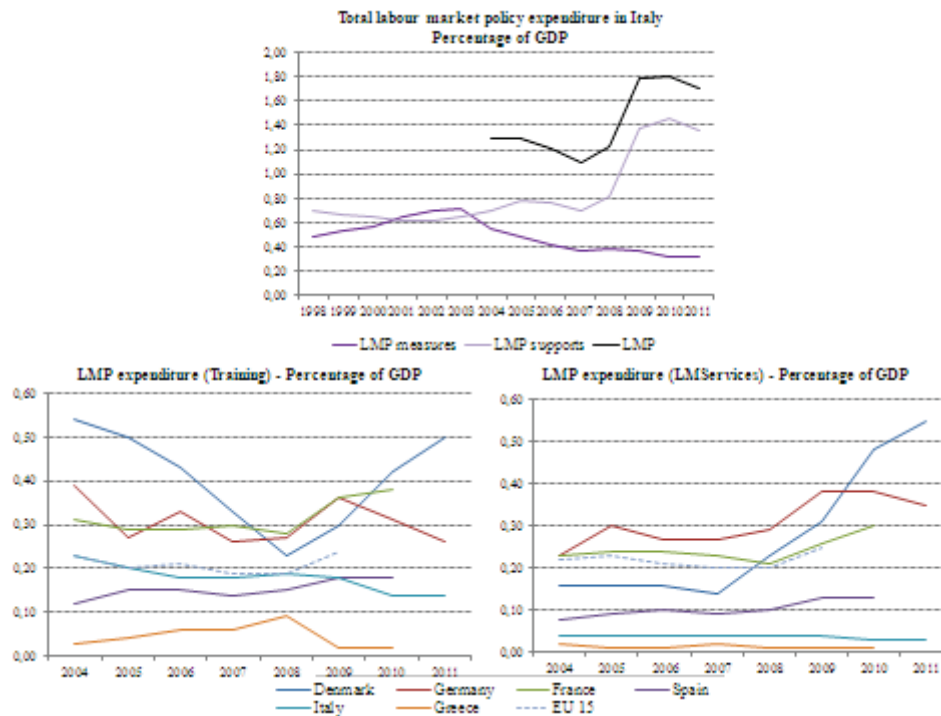 Total labour market policy expenditure in Italy
Percentage of GDP
2,00
1,80
1,60
1,40
1,20
1,00
0,80
0,60
0,40
0,20
0,00
1998 1999 2000 2001 2002 2003 2004 2005 2006 2007 2008 2009 2010 2011
LMP measures LMP supports LMP
LMP expenditure (Training) - Percentage of GDP
0,60
0,50
0,40
0,30
0,20
0,10
0,00
2004 2005 2006 2007 2008 2009 2010 2011
LMP expenditure (LMServices) - Percentage of GDP
0,60
0,50
0,40
0,30
0,20
0,10
0,00
2004 2005 2006 2007 2008 2009 2010 2011
Denmark Germany France Spain
Italy Greece EU 15